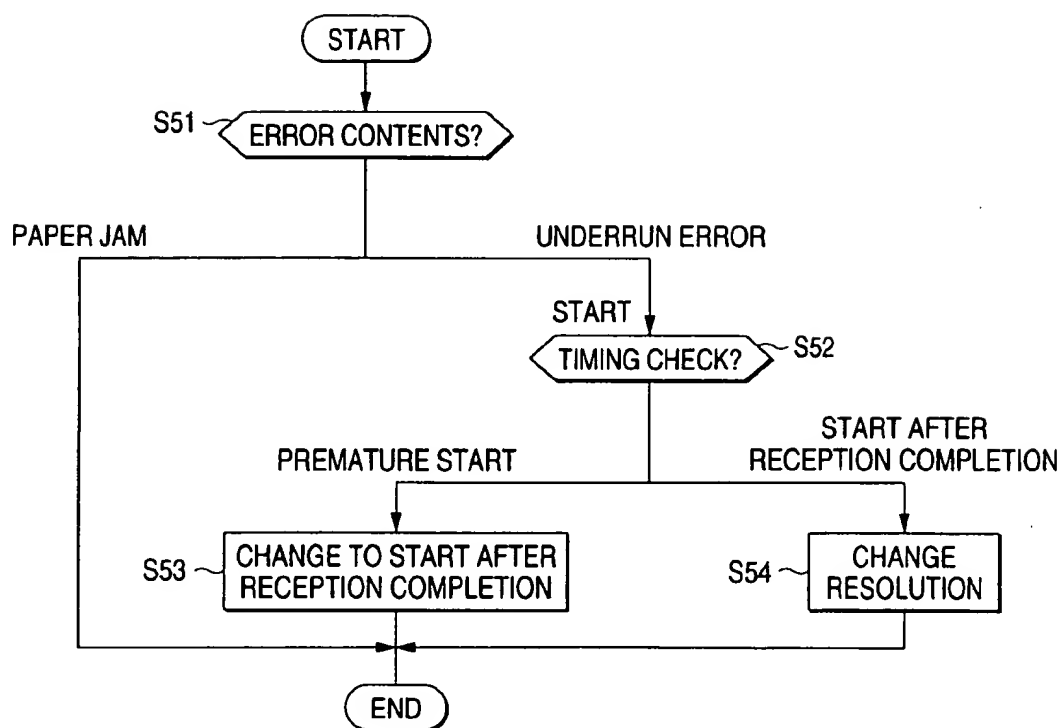 START
S51
ERROR CONTENTS?
PAPER JAM
UNDERRUN ERROR
START
TIMING CHECK?
S52
PREMATURE START
START AFTER
RECEPTION COMPLETION
S53
CHANGE TO START AFTER
RECEPTION COMPLETION
S54
CHANGE
RESOLUTION
END